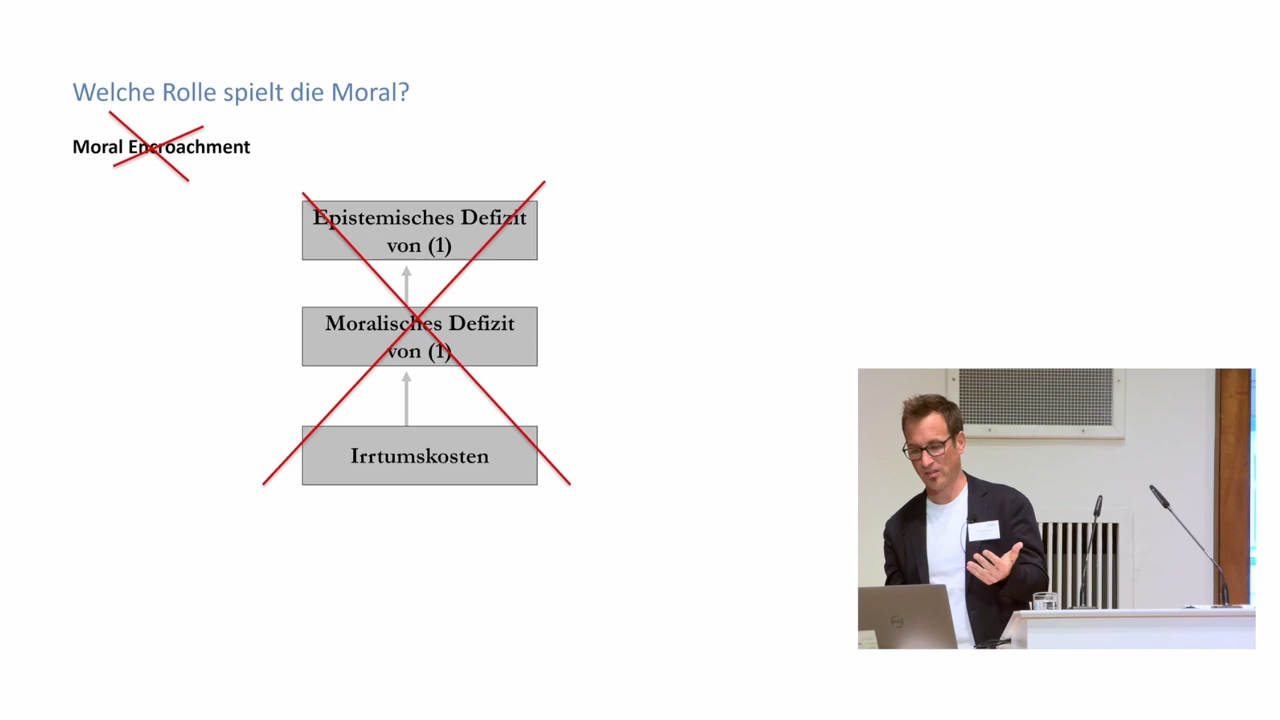 Welche Rolle spielt die Moral?
Moral Encroachment
Epistemisches Defizit
von (1)
Moralisches Defizit
von (1)
Irrtumskosten